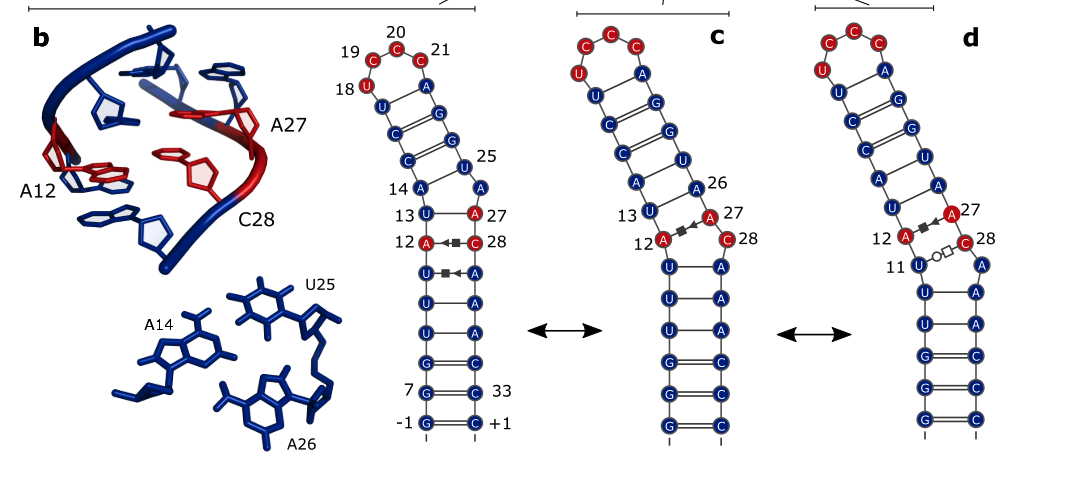 b
A27
A12
C28
U25
A14
A26
20
19 C C C 21
18 U
U A
C G
C G
25
U
14 A A
13 U A 27
12 A C 28
U A
U A
U A
G C
7 G C 33
-1 G C +1
c
C C C
U A
U G
C G
C U
A A 26
13 U A 27
12 A C 28
U A
U A
U A
G C
G C
G C
d
C C C
U A
U G
C G
C U
A A
U A 27
12 A C 28
11 U A
U A
U A
G C
G C
G C